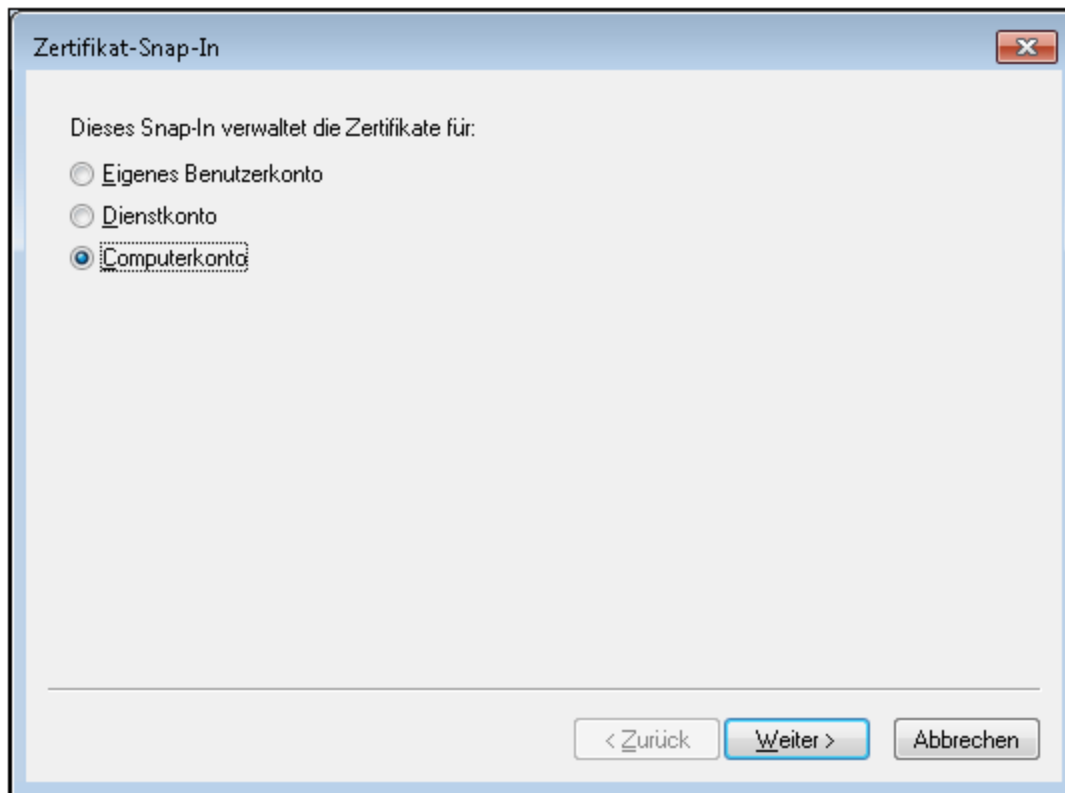 Zertifikat-Snap-In
Dieses Snap-In verwaltet die Zertifikate für:
Eigenes Benutzerkonto
Dienstkonto
Computerkonto
< Zurück Weiter > Abbrechen